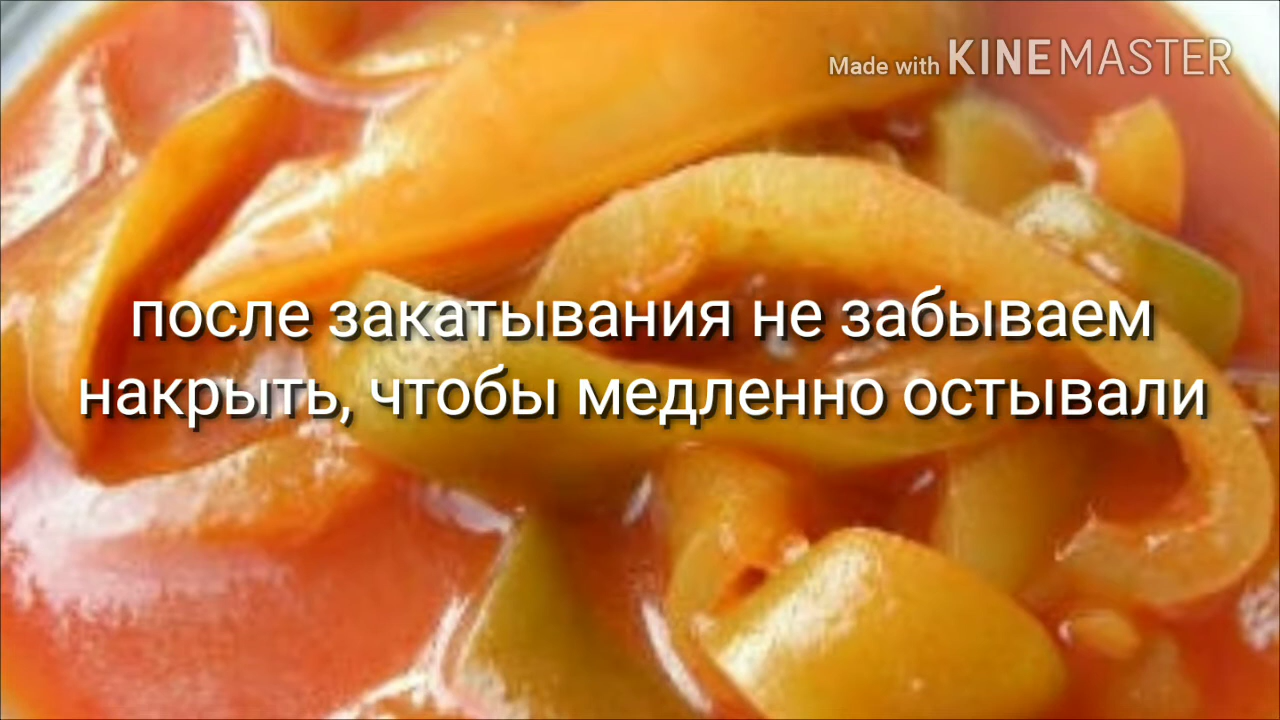 Made with KINEMASTER
после закатывания не забываем
накрыть, чтобы медленно остывали